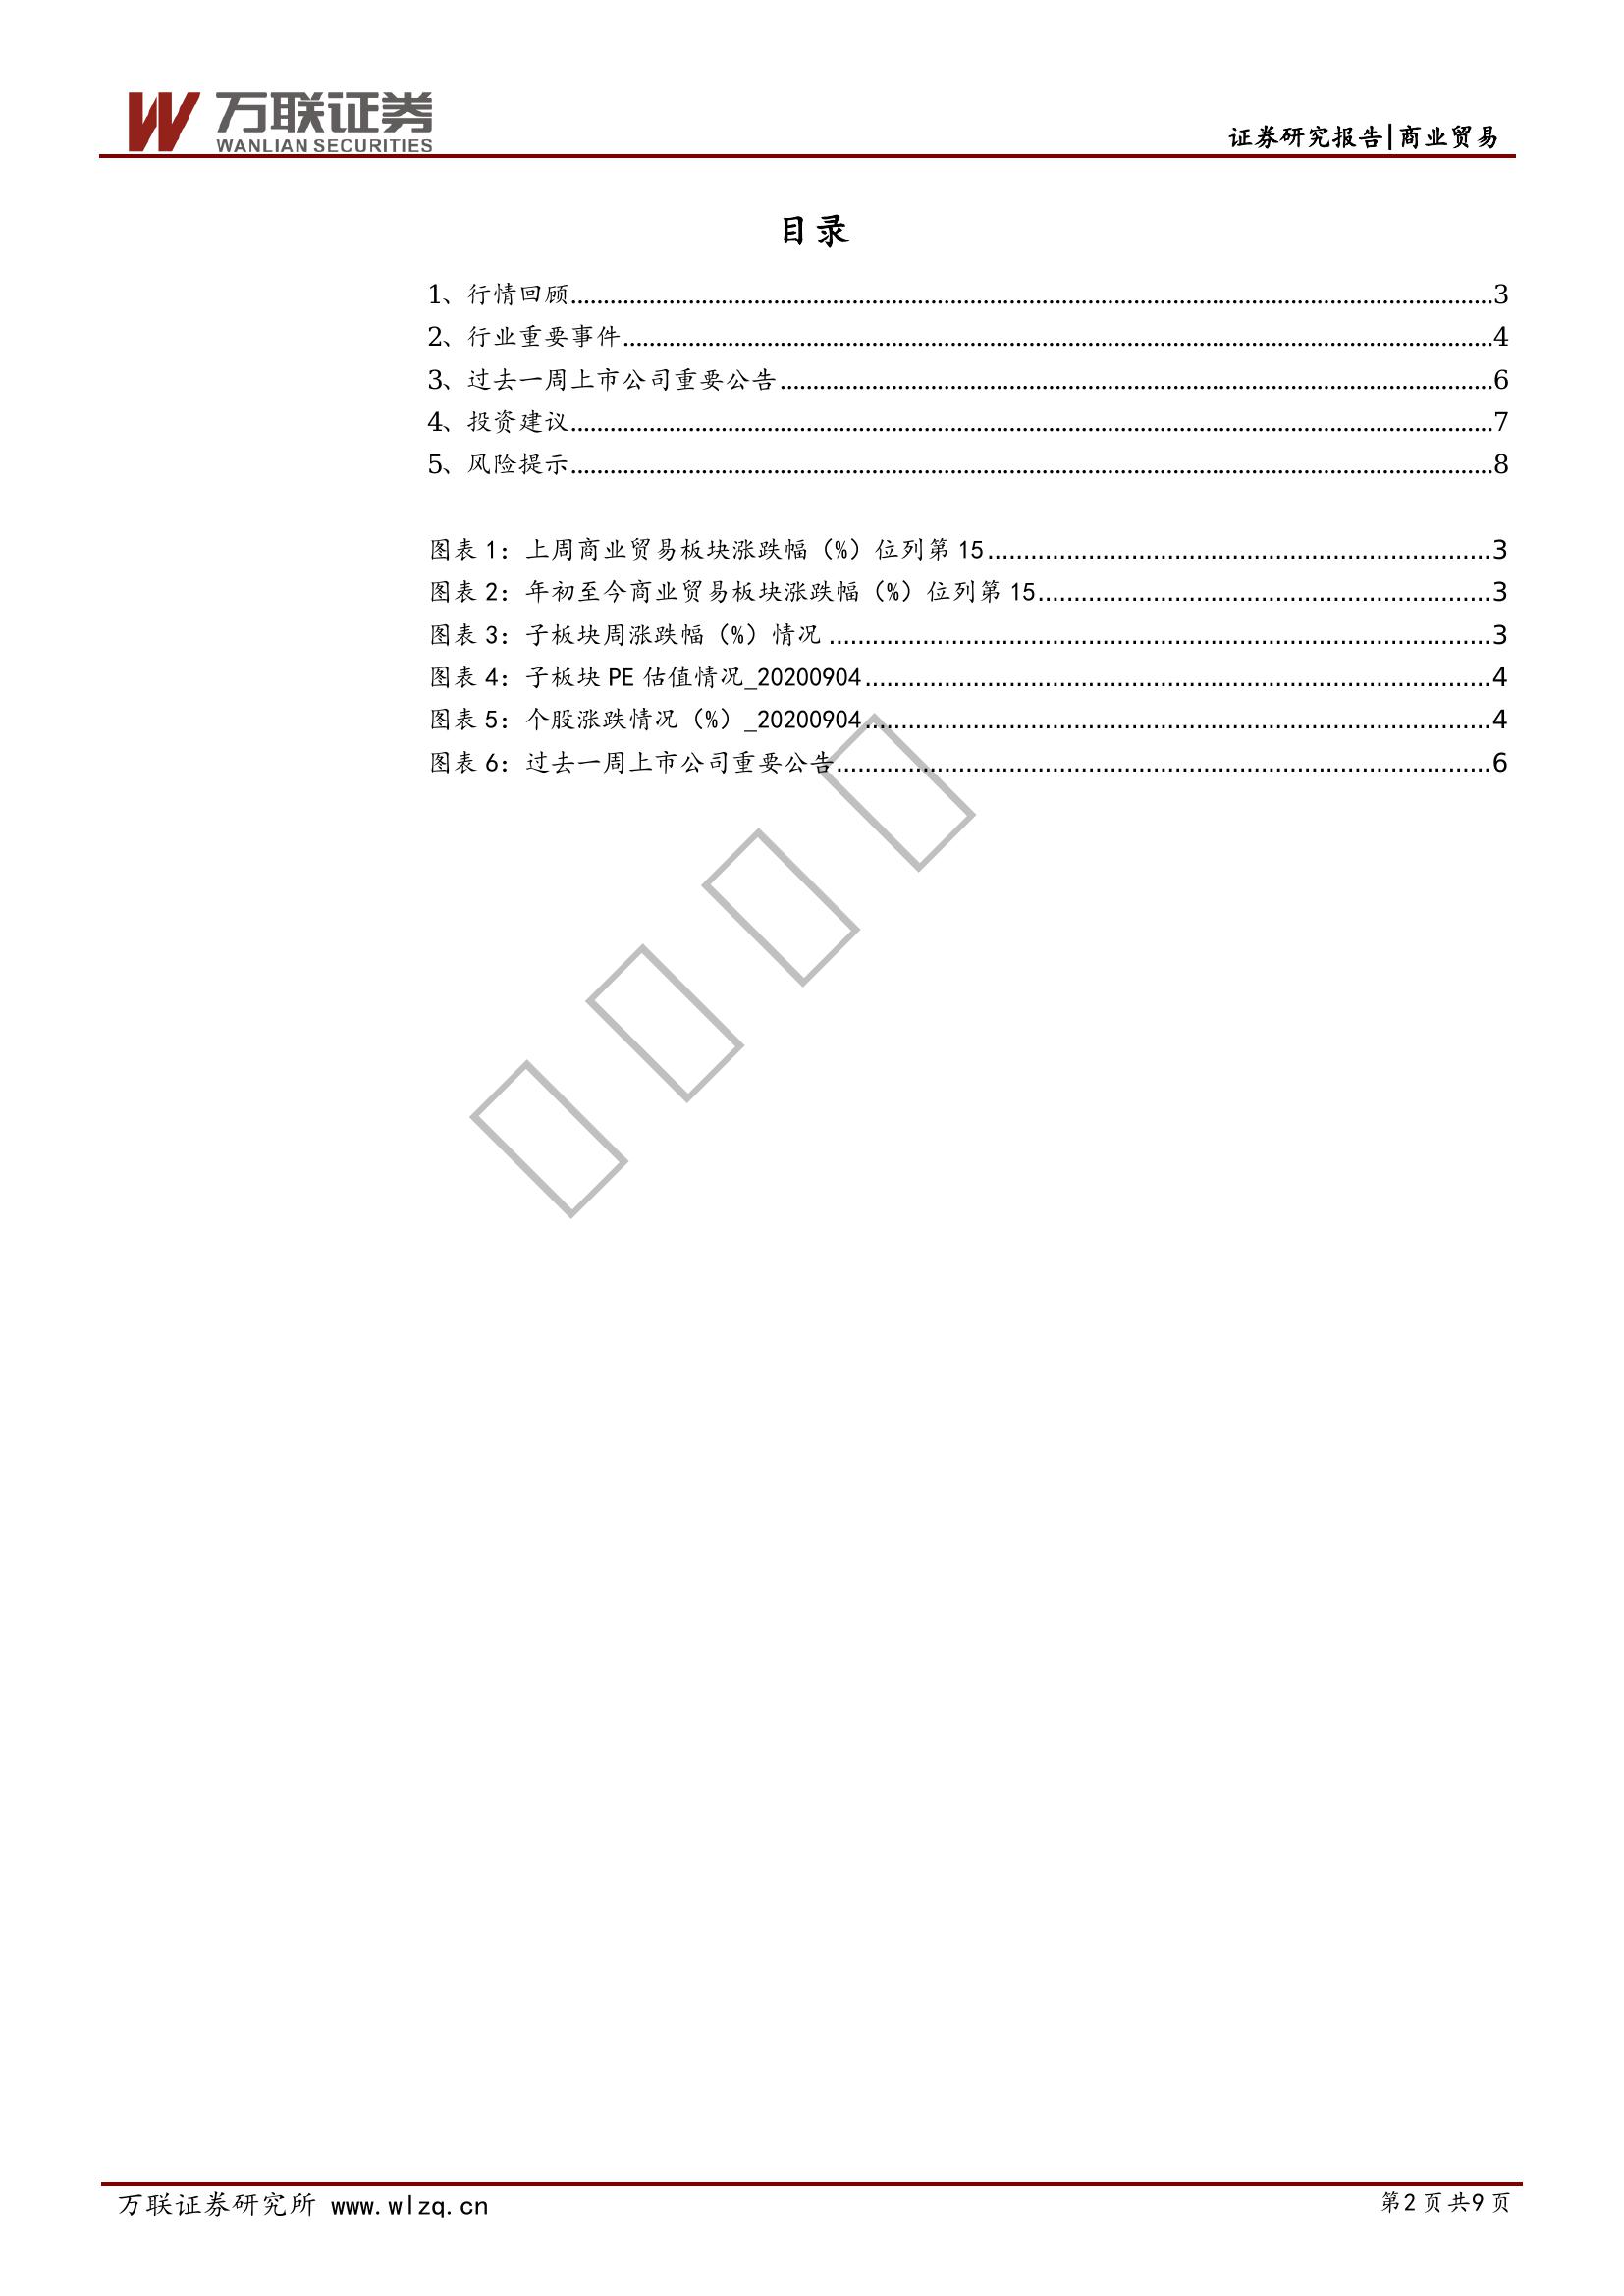 万联证券
WANLIAN SECURITIES
证券研究报告|商业贸易
目录
1、行情回顾........................3
2、行业重要事件........................4
3、过去一周上市公司重要公告........................6
4、投资建议........................7
5、风险提示........................8
图表 1：上周商业贸易板块涨跌幅（%）位列第 15........................3
图表 2：年初至今商业贸易板块涨跌幅（%）位列第 15........................3
图表 3：子板块周涨跌幅（%）情况........................3
图表 4：子板块 PE 估值情况_20200904........................4
图表 5：个股涨跌情况（%）_20200904........................4
图表 6：过去一周上市公司重要公告........................6
万联证券研究所 www.wlzq.cn
第2页共9页